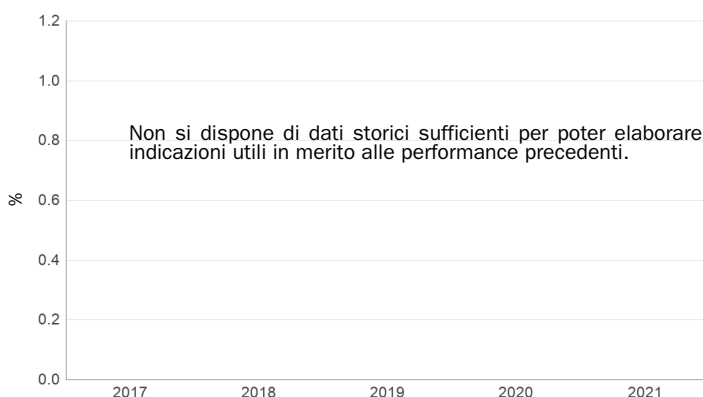 1.2
1.0
Non si dispone di dati storici sufficienti per poter elaborare
0.8
indicazioni utili in merito alle performance precedenti.
0.6
%
0.4
0.2
0.0
2017 2018 2019 2020 2021